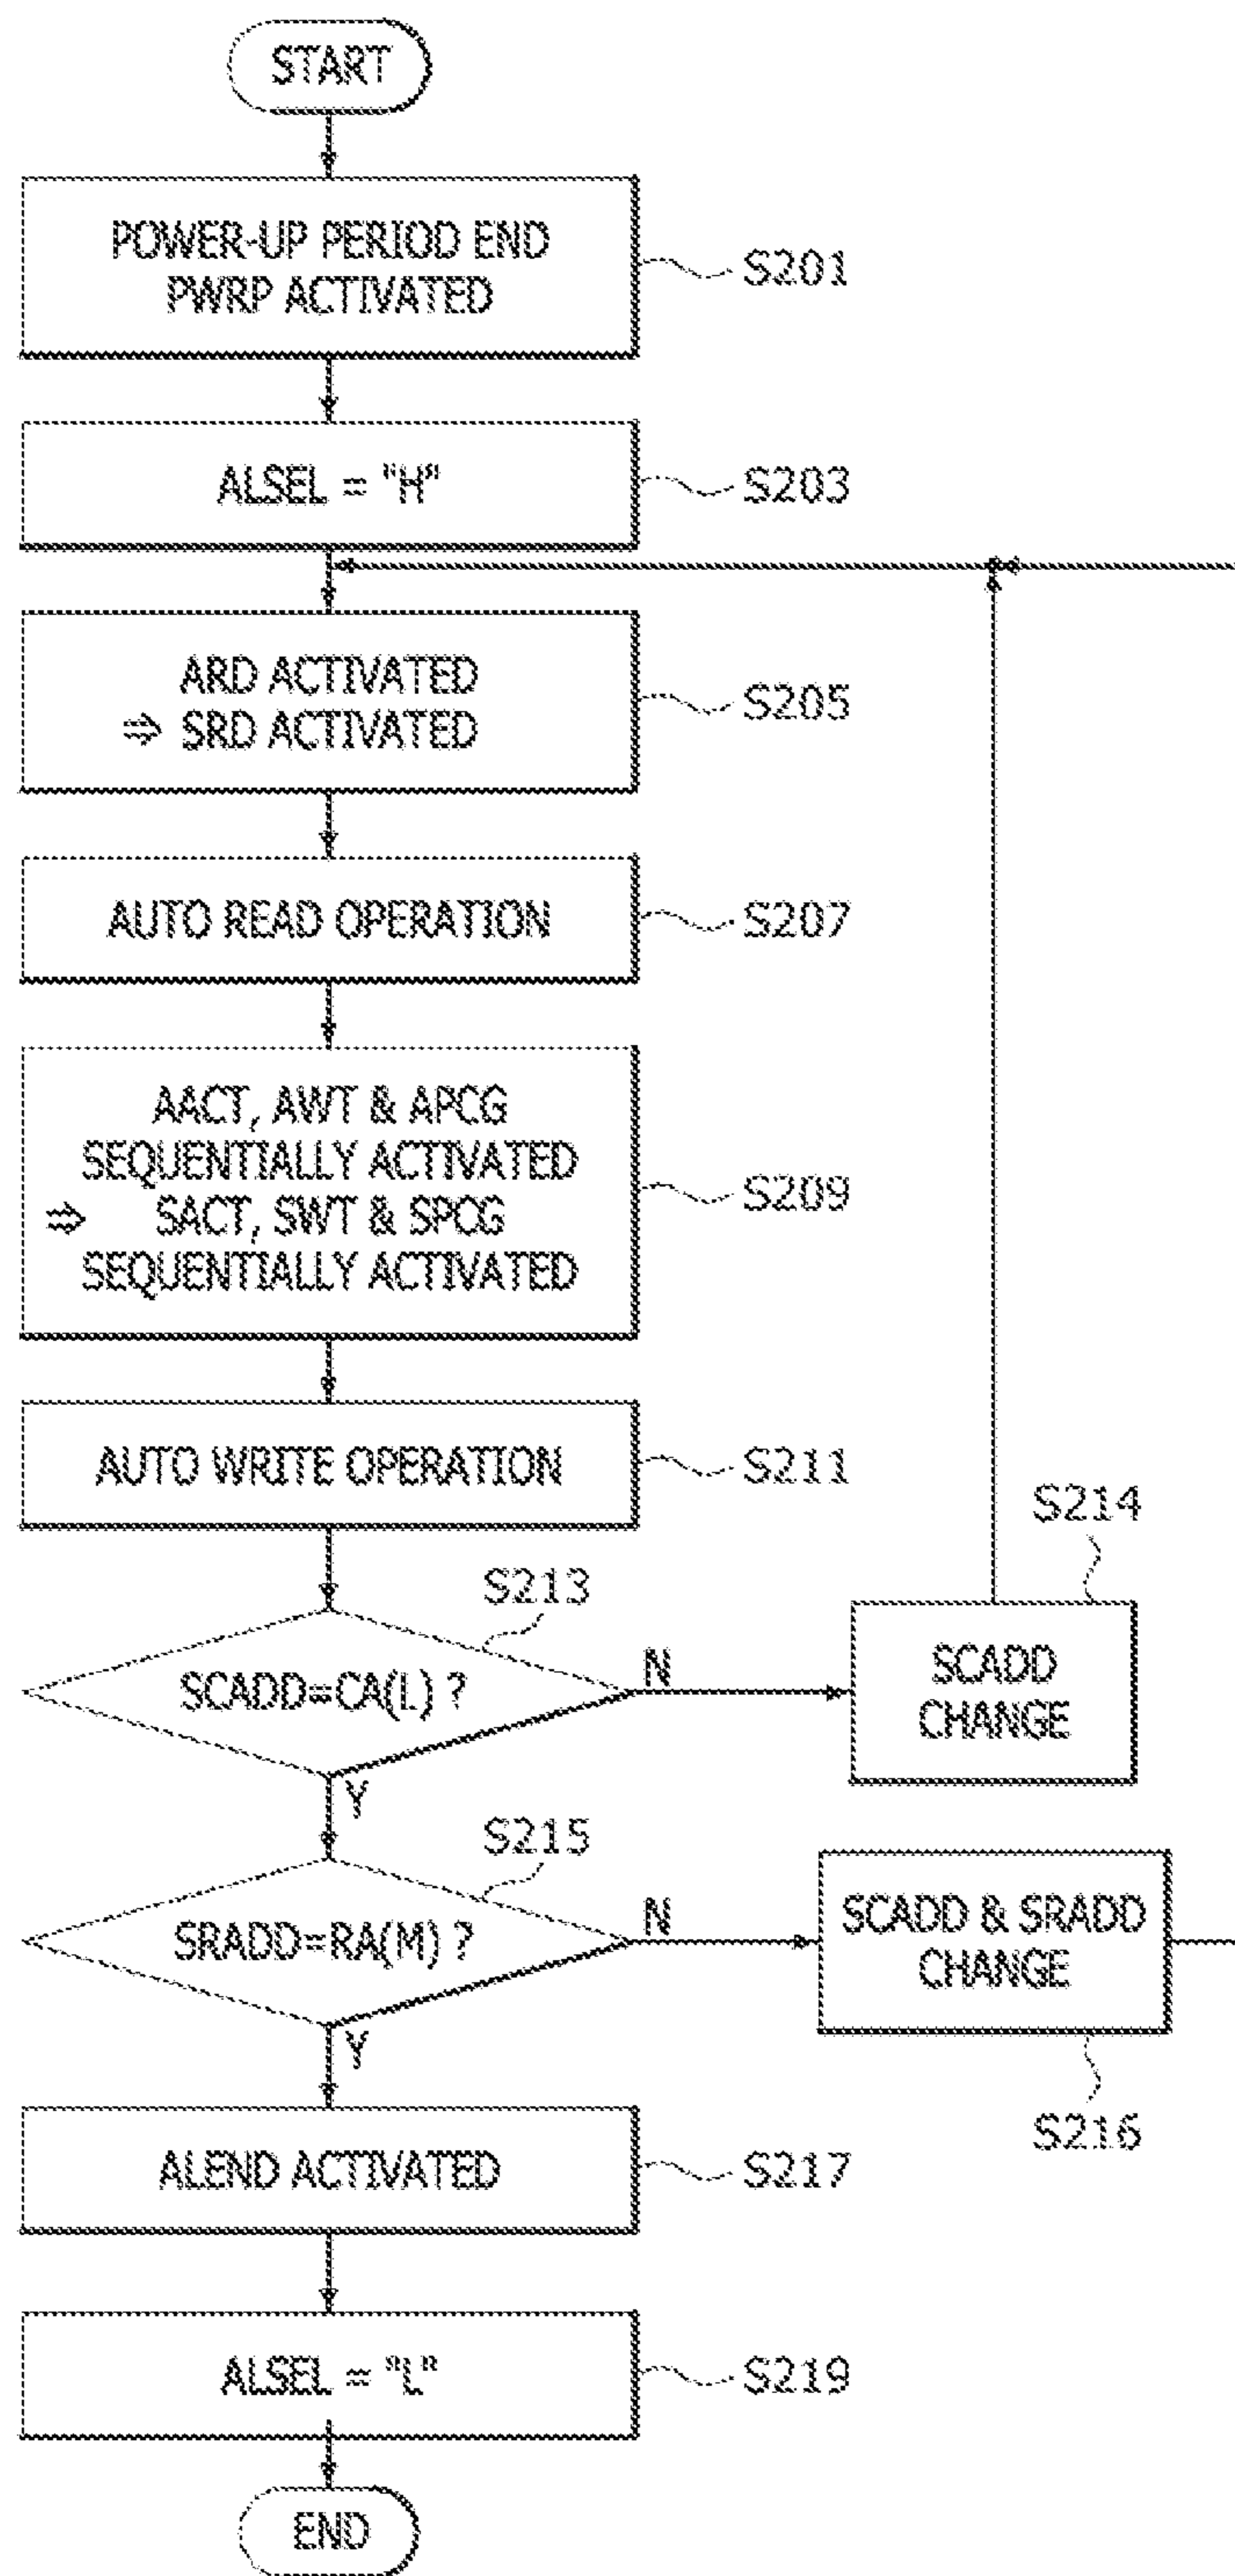 START
POWER-UP PERIOD END
PWRP ACTIVATED
S201
ALSEL = "H"
S203
ARD ACTIVATED
⇒ SRD ACTIVATED
S205
AUTO READ OPERATION
S207
AACT, AWT & APCG
SEQUENTIALLY ACTIVATED
⇒ SACT, SWT & SPCG
SEQUENTIALLY ACTIVATED
S209
AUTO WRITE OPERATION
S211
S213
SCADD=CA(L) ?
N
Y
S214
SCADD
CHANGE
S215
SRADD=RA(M) ?
N
Y
SCADD & SRADD
CHANGE
S216
ALEND ACTIVATED
S217
ALSEL = "L"
S219
END